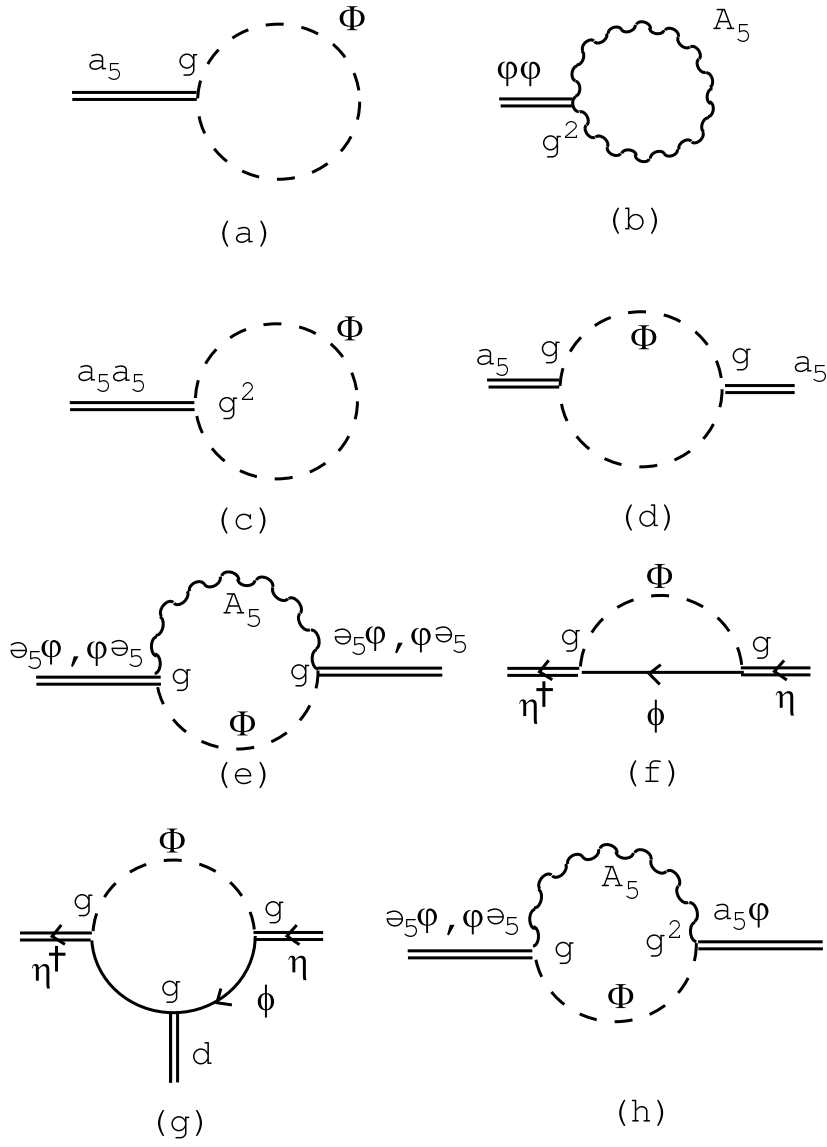 a₅ g Φ
(a)
φφ g² A₅
(b)
a₅a₅ g² Φ
(c)
a₅ g Φ g a₅
(d)
∂₅φ,φ∂₅ g A₅ Φ g ∂₅φ,φ∂₅
(e)
η† g Φ g η
ϕ
(f)
Φ
g g
η† η
g ϕ
d
(g)
∂₅φ,φ∂₅ g A₅ Φ g² a₅φ
(h)